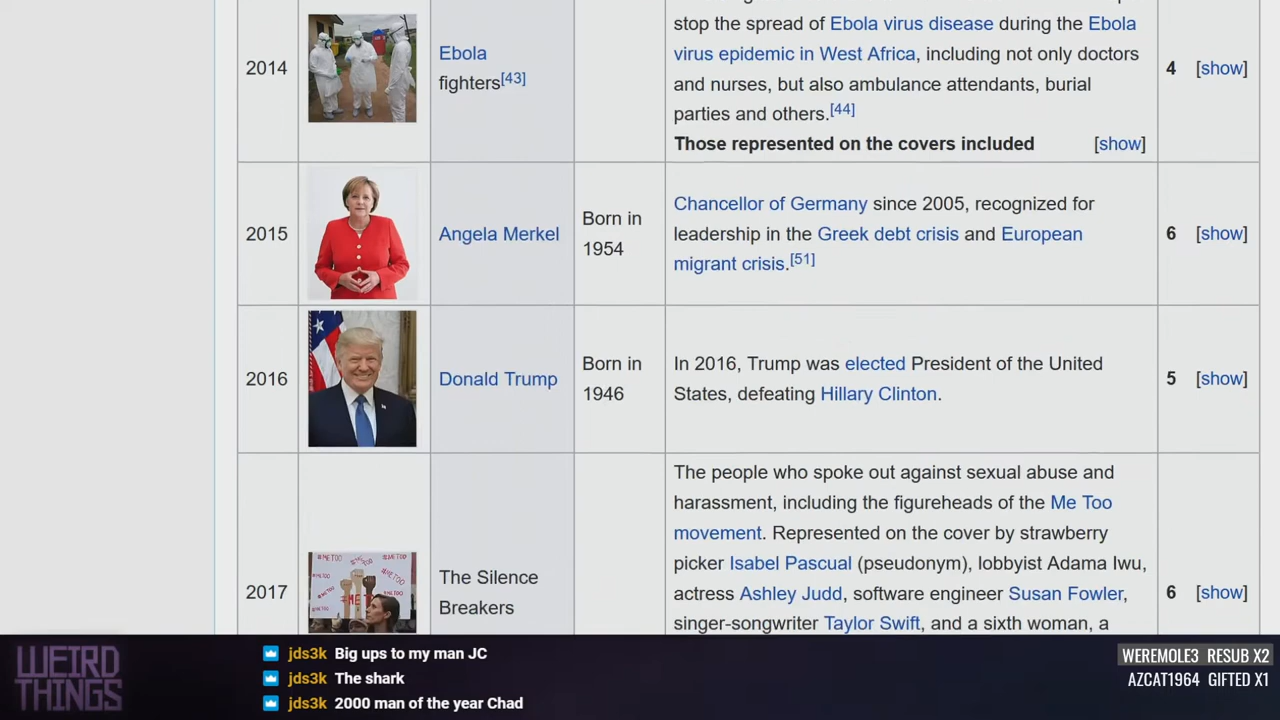 stop the spread of Ebola virus disease during the Ebola
virus epidemic in West Africa, including not only doctors
and nurses, but also ambulance attendants, burial
parties and others.[44]
Those represented on the covers included [show]
2014
Ebola
fighters[43]
4 [show]
2015
Angela Merkel
Born in
1954
Chancellor of Germany since 2005, recognized for
leadership in the Greek debt crisis and European
migrant crisis.[51]
6 [show]
2016
Donald Trump
Born in
1946
In 2016, Trump was elected President of the United
States, defeating Hillary Clinton.
5 [show]
2017
#METOO
#METOO
The Silence
Breakers
The people who spoke out against sexual abuse and
harassment, including the figureheads of the Me Too
movement. Represented on the cover by strawberry
picker Isabel Pascual (pseudonym), lobbyist Adama Iwu,
actress Ashley Judd, software engineer Susan Fowler,
singer-songwriter Taylor Swift, and a sixth woman, a
6 [show]
WEIRD
THINGS
jds3k Big ups to my man JC
jds3k The shark
jds3k 2000 man of the year Chad
WEREMOLE3 RESUB X2
AZCAT1964 GIFTED X1